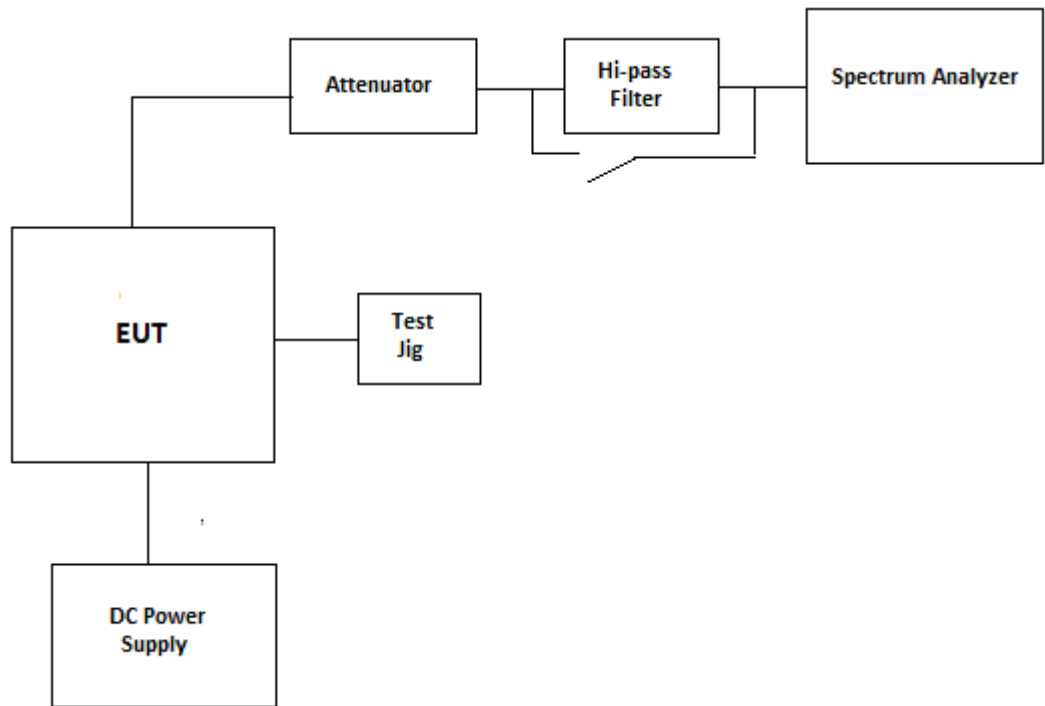 Attenuator
Hi-pass
Filter
Spectrum Analyzer
EUT
Test
Jig
DC Power
Supply